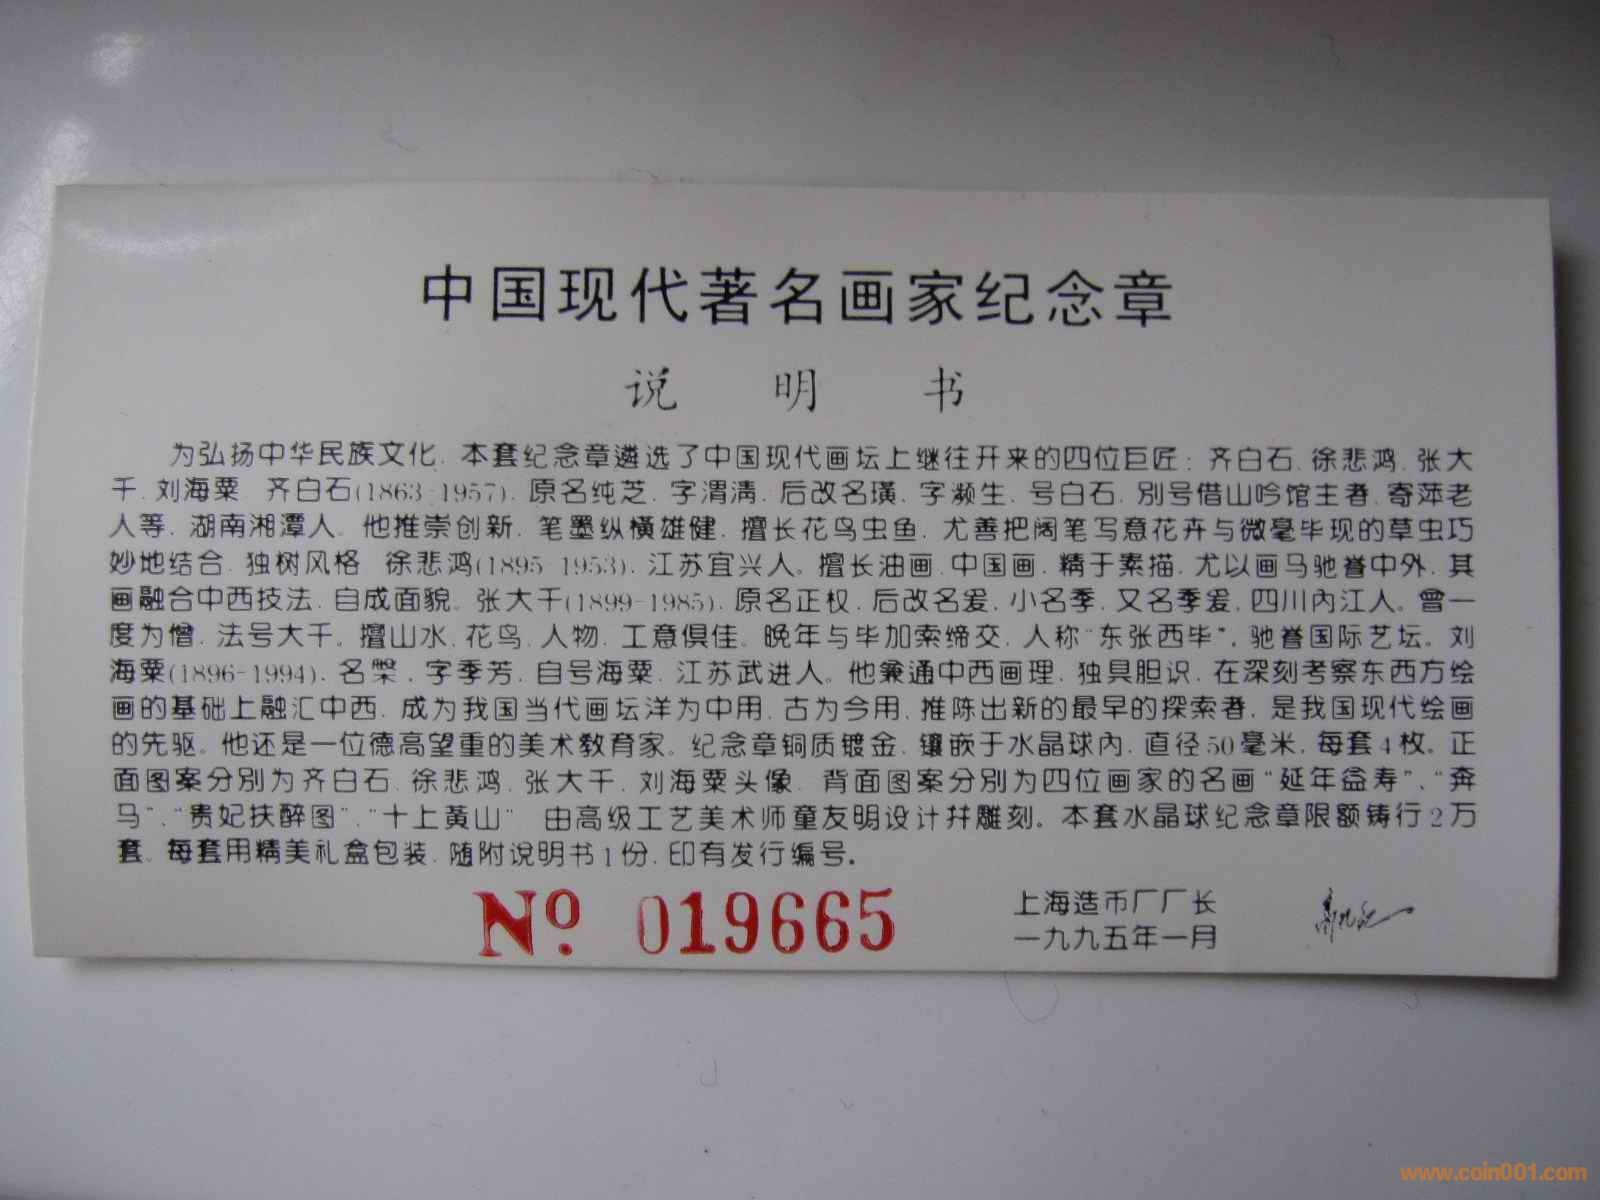 中国现代著名画家纪念章
说 明 书
为弘扬中华民族文化,本套纪念章遴选了中国现代画坛上继往开来的四位巨匠:齐白石、徐悲鸿、张大
千、刘海粟 齐白石(1863-1957),原名纯芝,字渭清,后改名璜,字濒生,号白石,别号借山吟馆主者、寄萍老
人等,湖南湘潭人。他推崇创新,笔墨纵横雄健,擅长花鸟虫鱼,尤善把阔笔写意花卉与微毫毕现的草虫巧
妙地结合,独树风格 徐悲鸿(1895-1953),江苏宜兴人。擅长油画、中国画,精于素描,尤以画马驰誉中外,其
画融合中西技法,自成面貌。张大千(1899-1985),原名正权,后改名爰,小名季,又名季爰,四川内江人。曾一
度为僧,法号大千。擅山水、花鸟、人物,工意俱佳。晚年与毕加索缔交,人称“东张西毕”,驰誉国际艺坛。刘
海粟(1896-1994),名槃,字季芳,自号海粟,江苏武进人。他兼通中西画理,独具胆识,在深刻考察东西方绘
画的基础上融汇中西,成为我国当代画坛洋为中用、古为今用、推陈出新的最早的探索者,是我国现代绘画
的先驱。他还是一位德高望重的美术教育家。纪念章铜质镀金,镶嵌于水晶球内,直径50毫米,每套4枚。正
面图案分别为齐白石、徐悲鸿、张大千、刘海粟头像,背面图案分别为四位画家的名画“延年益寿”、“奔
马”、“贵妃扶醉图”、“十上黄山” 由高级工艺美术师童友明设计并雕刻。本套水晶球纪念章限额铸行2万
套。每套用精美礼盒包装,随附说明书1份,印有发行编号。
№ 019665
上海造币厂厂长
一九九五年一月
www.coin001.com